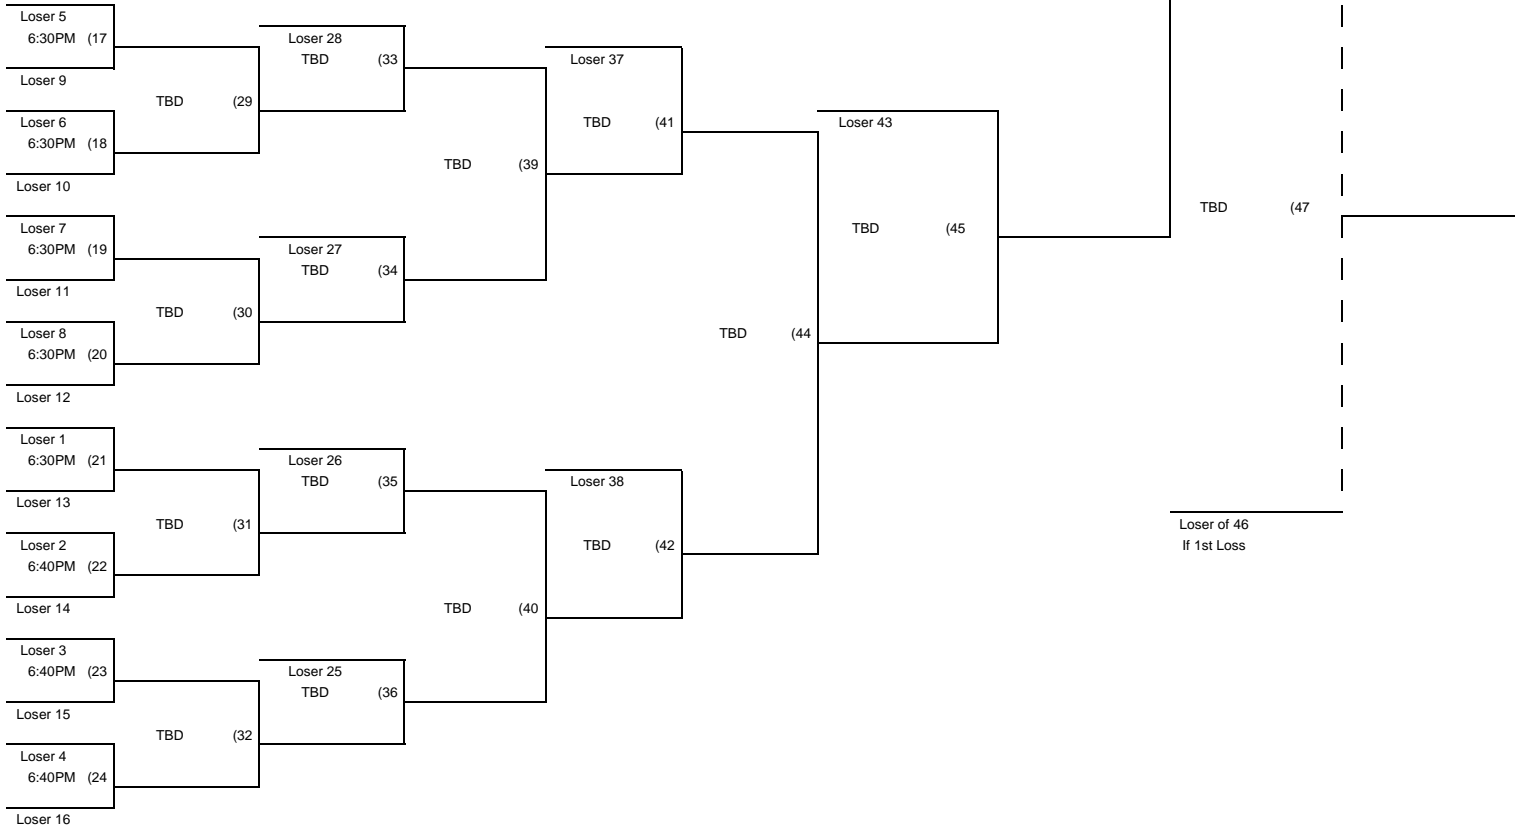 Loser 5
6:30PM (17
Loser 9
Loser 6
6:30PM (18
Loser 10
Loser 7
6:30PM (19
Loser 11
Loser 8
6:30PM (20
Loser 12
Loser 1
6:30PM (21
Loser 13
Loser 2
6:40PM (22
Loser 14
Loser 3
6:40PM (23
Loser 15
Loser 4
6:40PM (24
Loser 16
TBD (29
TBD (30
TBD (31
TBD (32
Loser 28
TBD (33
Loser 27
TBD (34
Loser 26
TBD (35
Loser 25
TBD (36
TBD (39
TBD (40
Loser 37
TBD (41
Loser 38
TBD (42
TBD (44
Loser 43
TBD (45
TBD (47
Loser of 46
If 1st Loss